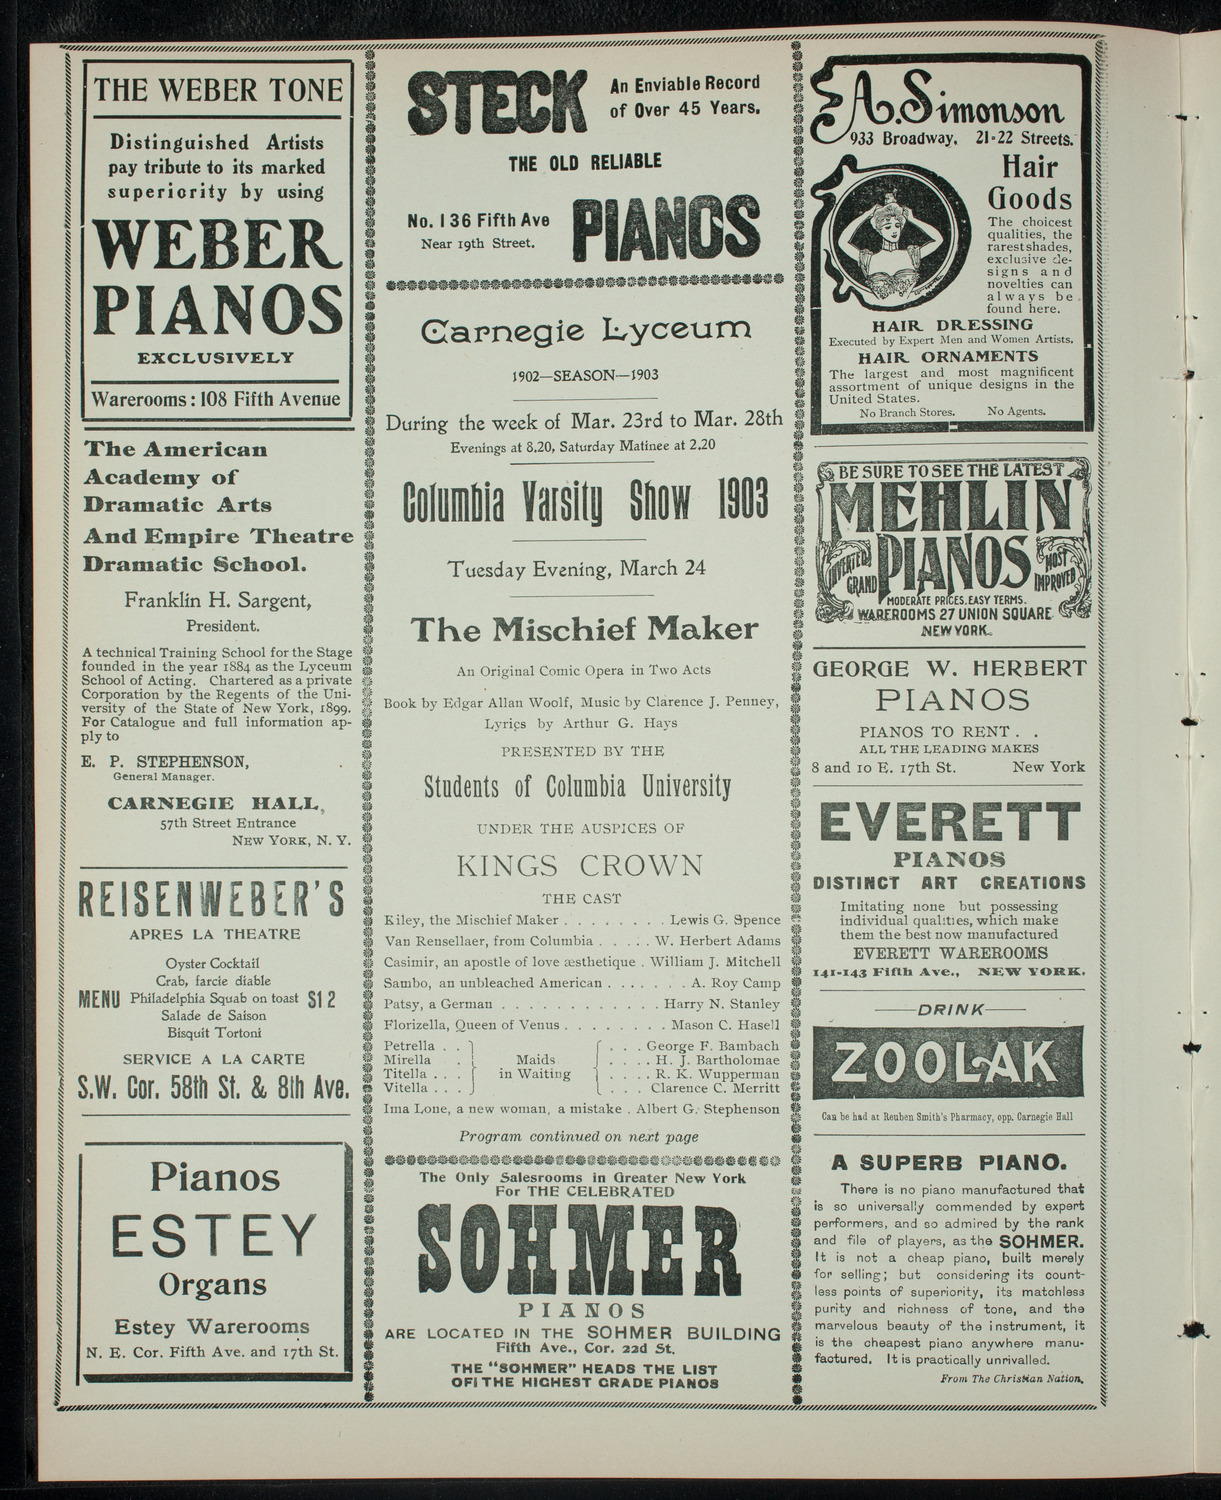 THE WEBER TONE
Distinguished Artists
pay tribute to its marked
superiority by using
WEBER
PIANOS
EXCLUSIVELY
Warerooms: 108 Fifth Avenue
The American
Academy of
Dramatic Arts
And Empire Theatre
Dramatic School.
Franklin H. Sargent,
President.
A technical Training School for the Stage
founded in the year 1884 as the Lyceum
School of Acting. Chartered as a private
Corporation by the Regents of the Uni-
versity of the State of New York, 1899.
For Catalogue and full information ap-
ply to
E. P. STEPHENSON,
General Manager.
CARNEGIE HALL,
57th Street Entrance
NEW YORK, N. Y.
REISENWEBER'S
APRES LA THEATRE
Oyster Cocktail
Crab, farcie diable
MENU Philadelphia Squab on toast $1 2
Salade de Saison
Bisquit Tortoni
SERVICE A LA CARTE
S.W. Cor. 58th St. & 8th Ave.
Pianos
ESTEY
Organs
Estey Warerooms
N. E. Cor. Fifth Ave. and 17th St.
STECK An Enviable Record
of Over 45 Years.
THE OLD RELIABLE
No. 136 Fifth Ave
Near 19th Street.
PIANOS
Carnegie Lyceum
1902—SEASON—1903
During the week of Mar. 23rd to Mar. 28th
Evenings at 8.20, Saturday Matinee at 2.20
Columbia Varsity Show 1903
Tuesday Evening, March 24
The Mischief Maker
An Original Comic Opera in Two Acts
Book by Edgar Allan Woolf, Music by Clarence J. Penney,
Lyrics by Arthur G. Hays
PRESENTED BY THE
Students of Columbia University
UNDER THE AUSPICES OF
KINGS CROWN
THE CAST
Kiley, the Mischief Maker . . . . . . . . Lewis G. Spence
Van Rensellaer, from Columbia . . . . . W. Herbert Adams
Casimir, an apostle of love æsthetique . William J. Mitchell
Sambo, an unbleached American . . . . . . . A. Roy Camp
Patsy, a German . . . . . . . . . . . . Harry N. Stanley
Florizella, Queen of Venus . . . . . . . . Mason C. Hasell
Petrella . . } { . . . George F. Bambach
Mirella . . } Maids { . . . . H. J. Bartholomae
Titella . . . } in Waiting { . . . . R. K. Wupperman
Vitella . . . } { . . . . Clarence C. Merritt
Ima Lone, a new woman, a mistake . Albert G. Stephenson
Program continued on next page
The Only Salesrooms in Greater New York
For THE CELEBRATED
SOHMER
PIANOS
ARE LOCATED IN THE SOHMER BUILDING
Fifth Ave., Cor. 22d St.
THE "SOHMER" HEADS THE LIST
OF THE HIGHEST GRADE PIANOS
A. Simonson
933 Broadway, 21-22 Streets.
Hair
Goods
The choicest
qualities, the
rarest shades,
exclusive de-
signs and
novelties can
always be
found here.
HAIR DRESSING
Executed by Expert Men and Women Artists.
HAIR ORNAMENTS
The largest and most magnificent
assortment of unique designs in the
United States.
No Branch Stores. No Agents.
BE SURE TO SEE THE LATEST
MEHLIN
PIANOS
INVERTED GRAND
MOST IMPROVED
MODERATE PRICES. EASY TERMS.
WAREROOMS 27 UNION SQUARE
NEW YORK.
GEORGE W. HERBERT
PIANOS
PIANOS TO RENT . .
ALL THE LEADING MAKES
8 and 10 E. 17th St. New York
EVERETT
PIANOS
DISTINCT ART CREATIONS
Imitating none but possessing
individual qualities, which make
them the best now manufactured
EVERETT WAREROOMS
141-143 Fifth Ave., NEW YORK.
DRINK
ZOOLAK
Can be had at Reuben Smith's Pharmacy, opp. Carnegie Hall
A SUPERB PIANO.
There is no piano manufactured that
is so universally commended by expert
performers, and so admired by the rank
and file of players, as the SOHMER.
It is not a cheap piano, built merely
for selling; but considering its count-
less points of superiority, its matchless
purity and richness of tone, and the
marvelous beauty of the instrument, it
is the cheapest piano anywhere manu-
factured. It is practically unrivalled.
From The Christian Nation.